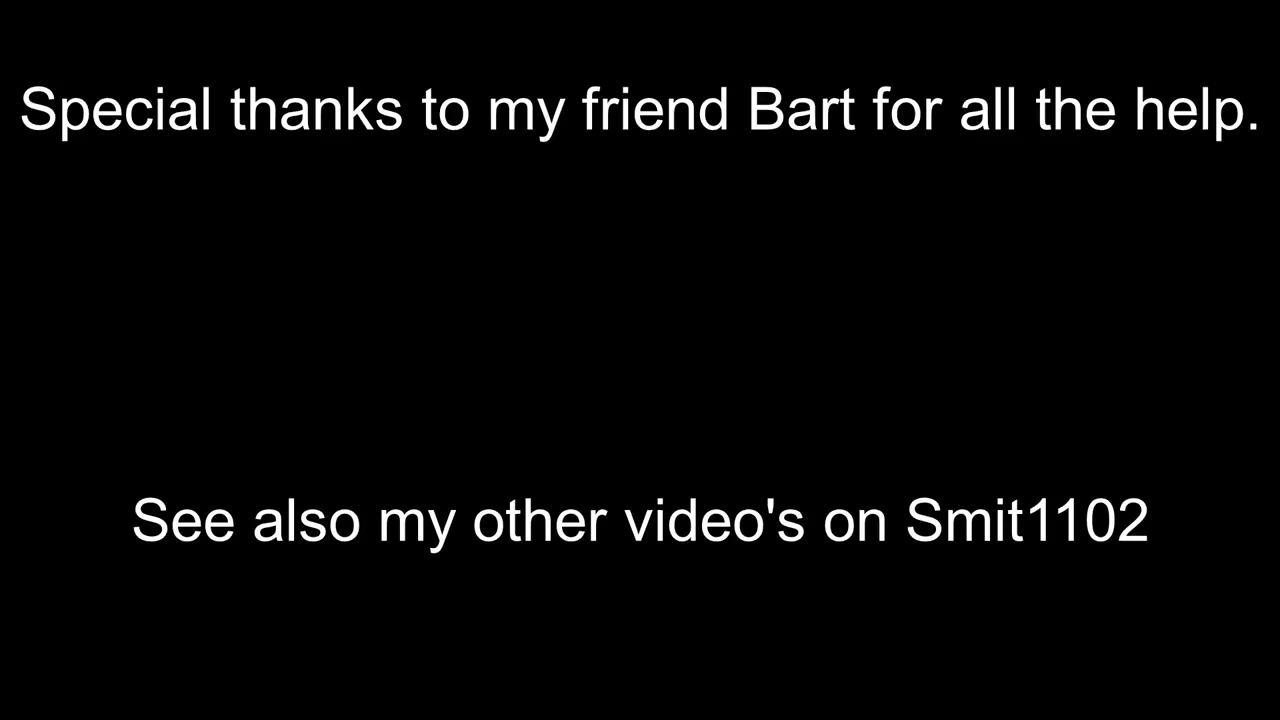 Special thanks to my friend Bart for all the help.
See also my other video's on Smit1102